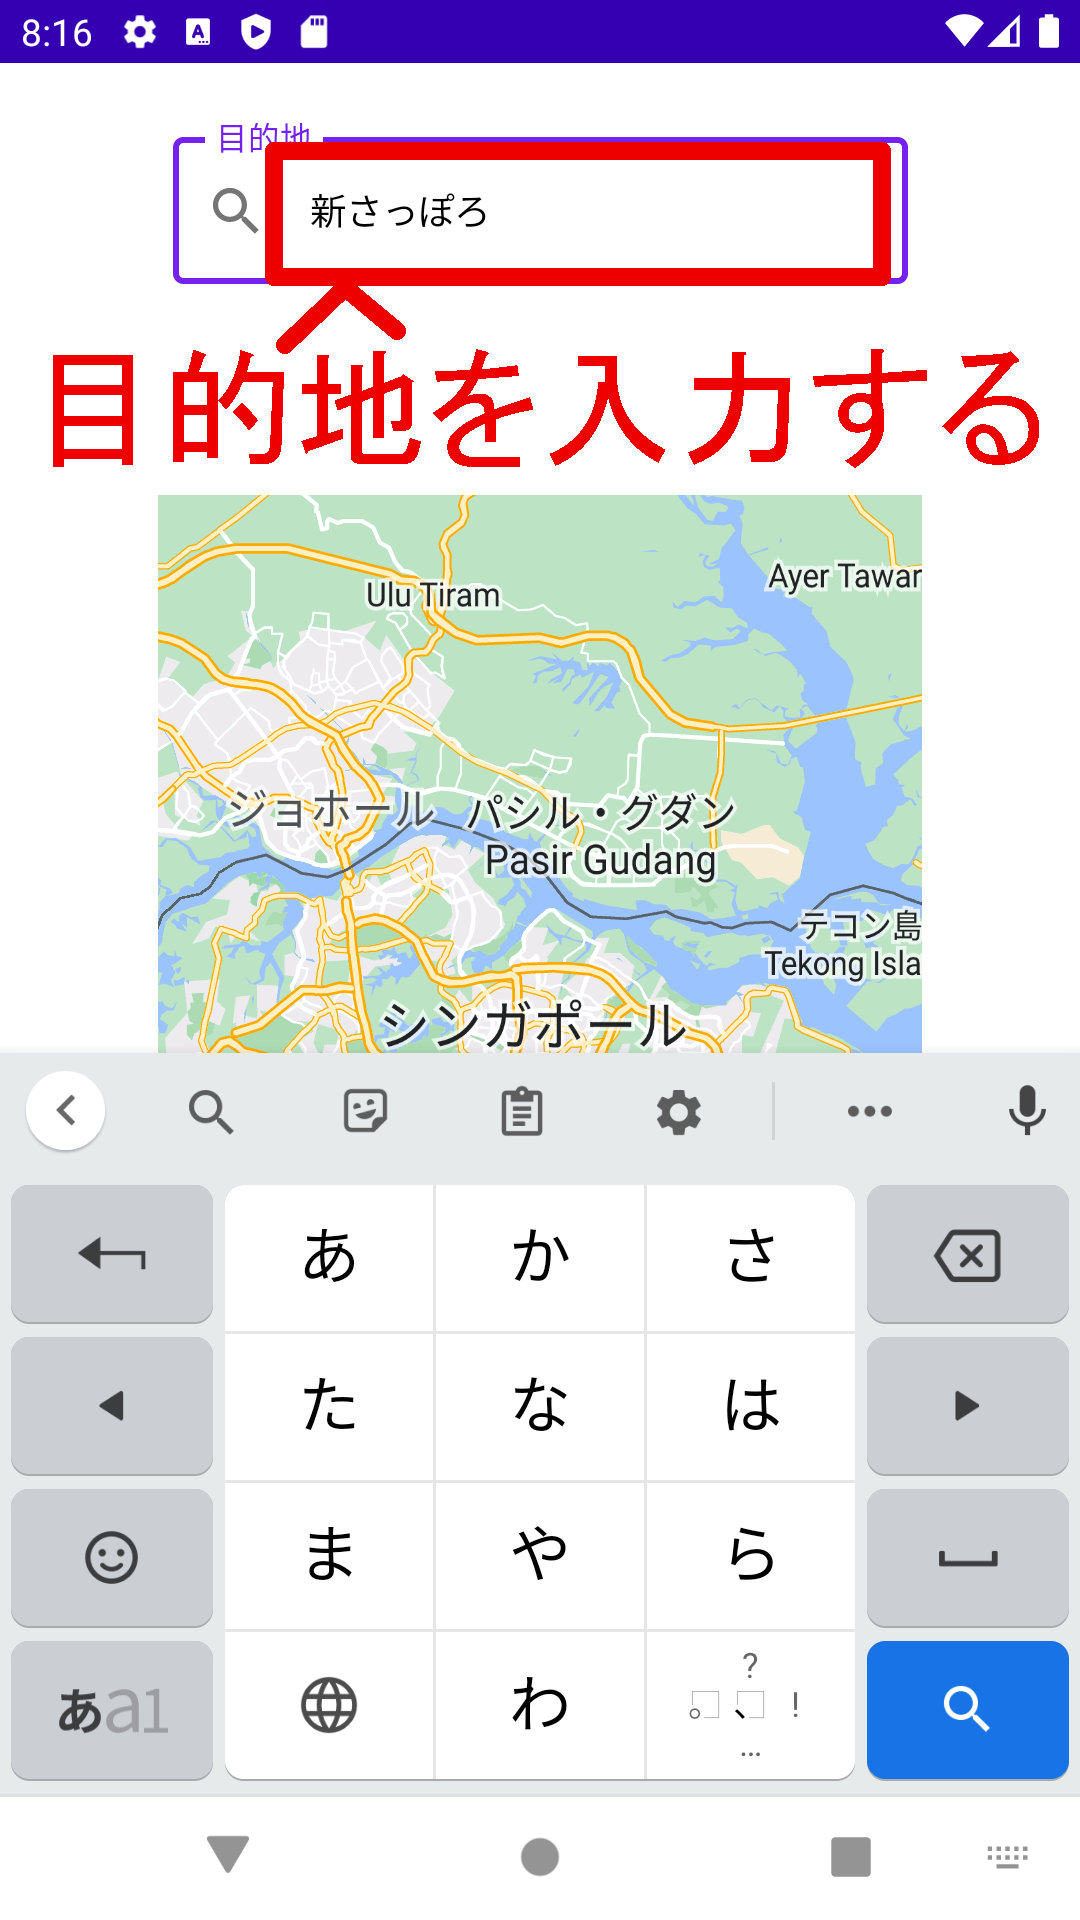 8:16
目的地
新さっぽろ
目的地を入力する
Ayer Tawar
Ulu Tiram
ジョホール
パシル・グダン
Pasir Gudang
テコン島
Tekong Isla
シンガポール
あ か さ
た な は
ま や ら
あa1 わ 。、?!…